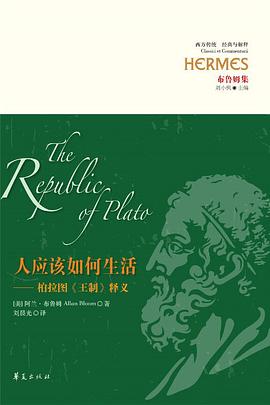 西方传统 经典与解释
Classici et Commentarii
HERMES
布鲁姆集
刘小枫◎主编
The
Republic
of Plato
人应该如何生活
——柏拉图《王制》释义
[美]阿兰·布鲁姆 Allan Bloom 著
刘晨光 译
华夏出版社